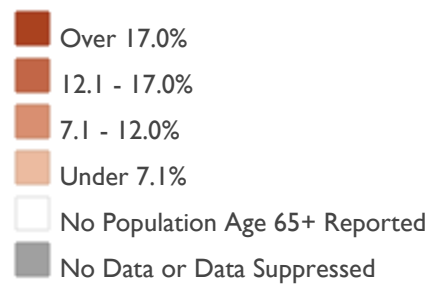 Over 17.0%
12.1 - 17.0%
7.1 - 12.0%
Under 7.1%
No Population Age 65+ Reported
No Data or Data Suppressed